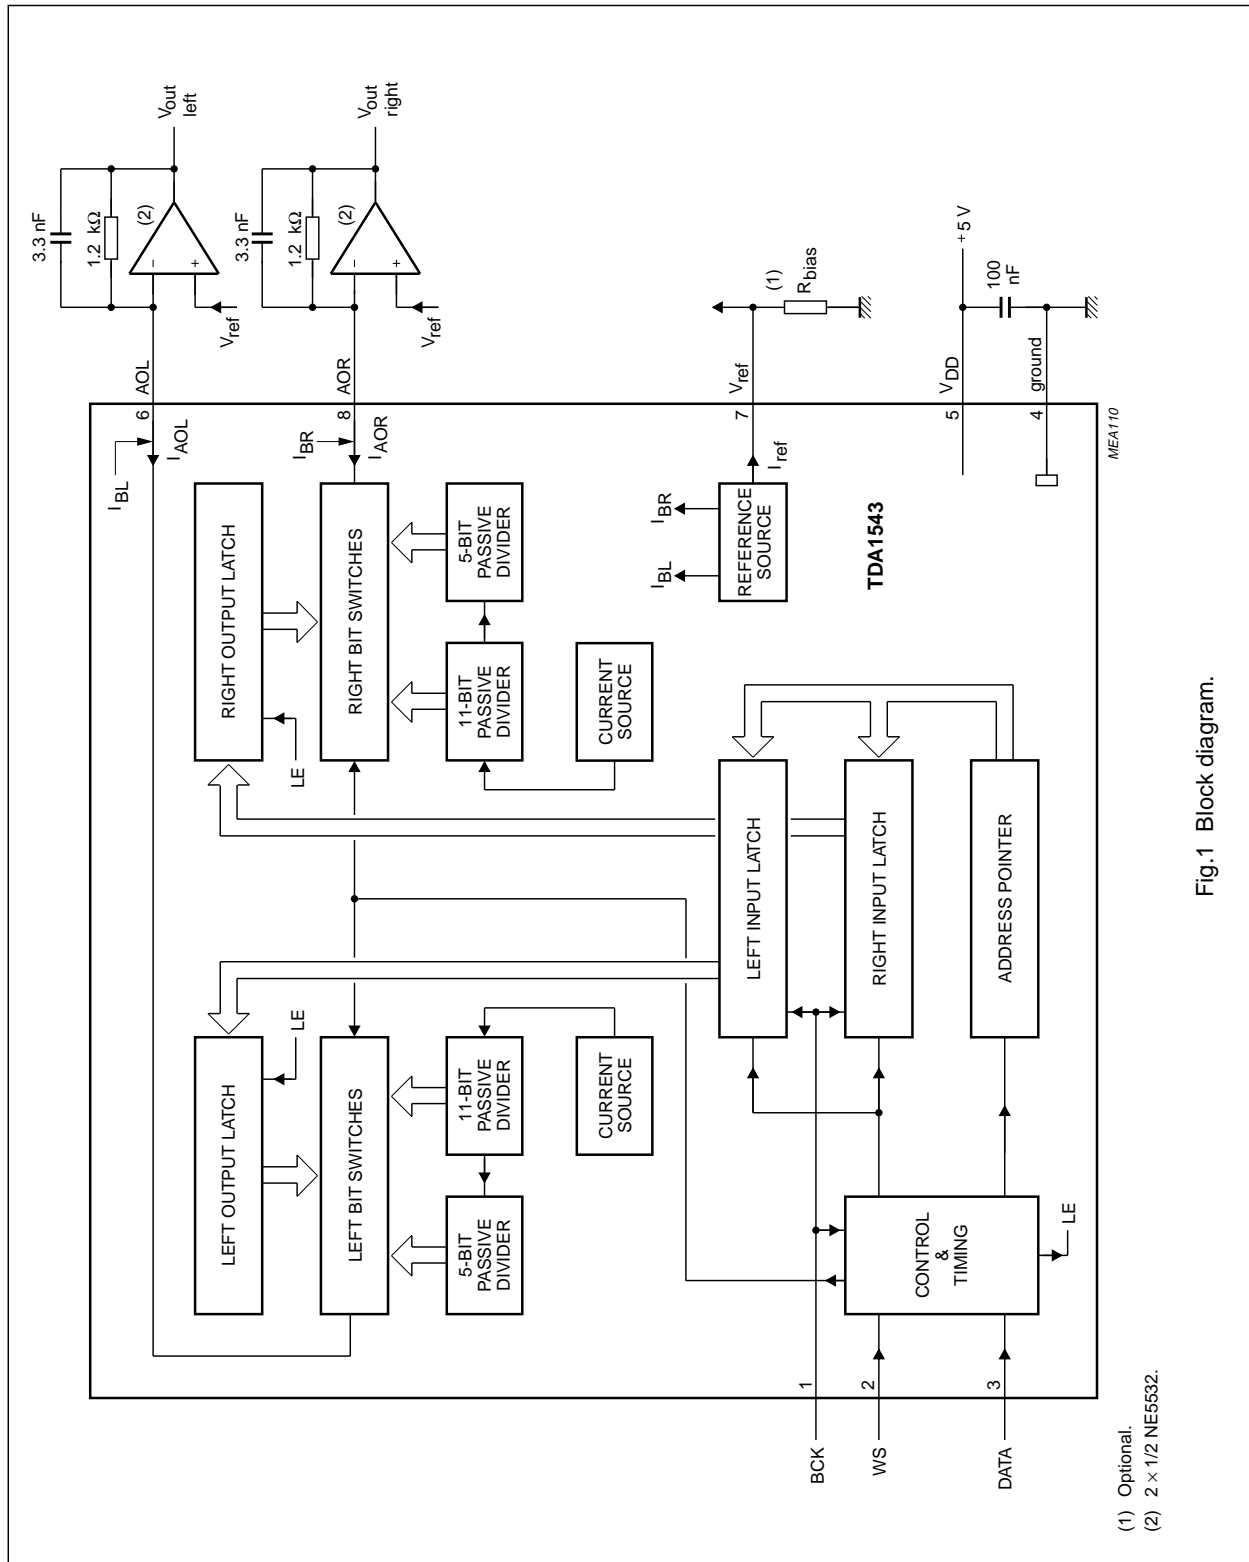 3.3 nF
1.2 kΩ
(2)
−
+
Vref
Vout
left
3.3 nF
1.2 kΩ
(2)
−
+
Vref
Vout
right
6
AOL
IBL
IAOL
8
AOR
IBR
IAOR
LEFT OUTPUT LATCH
LE
RIGHT OUTPUT LATCH
LE
LEFT BIT SWITCHES
RIGHT BIT SWITCHES
5-BIT
PASSIVE
DIVIDER
11-BIT
PASSIVE
DIVIDER
11-BIT
PASSIVE
DIVIDER
5-BIT
PASSIVE
DIVIDER
CURRENT
SOURCE
CURRENT
SOURCE
IBL
IBR
REFERENCE
SOURCE
Iref
7
Vref
(1)
Rbias
TDA1543
LEFT INPUT LATCH
RIGHT INPUT LATCH
ADDRESS POINTER
CONTROL
&
TIMING
LE
BCK
1
WS
2
DATA
3
5
VDD
+5 V
100
nF
4
ground
MEA110
(1) Optional.
(2) 2 × 1/2 NE5532.
Fig.1 Block diagram.